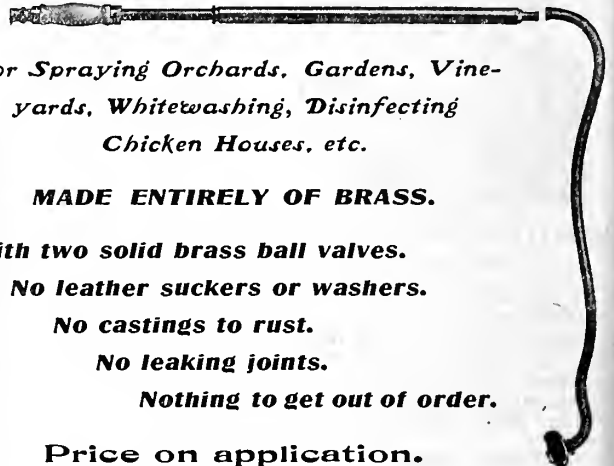 or Spraying Orchards, Gardens, Vine-
yards, Whitewashing, Disinfecting
Chicken Houses, etc.
MADE ENTIRELY OF BRASS.
ith two solid brass ball valves.
No leather suckers or washers.
No castings to rust.
No leaking joints.
Nothing to get out of order.
Price on application.